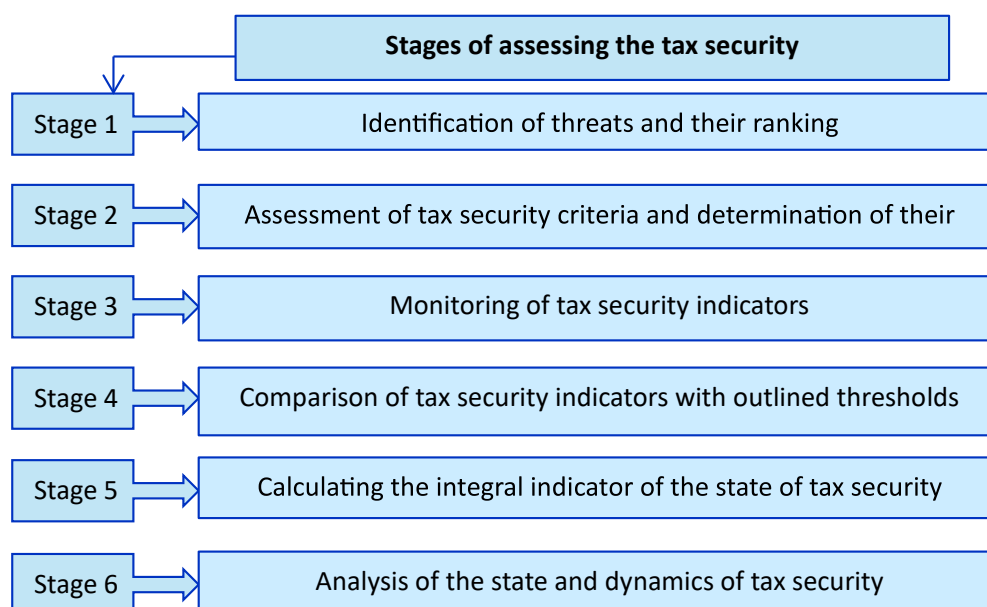 Stages of assessing the tax security
Stage 1
Identification of threats and their ranking
Stage 2
Assessment of tax security criteria and determination of their
Stage 3
Monitoring of tax security indicators
Stage 4
Comparison of tax security indicators with outlined thresholds
Stage 5
Calculating the integral indicator of the state of tax security
Stage 6
Analysis of the state and dynamics of tax security